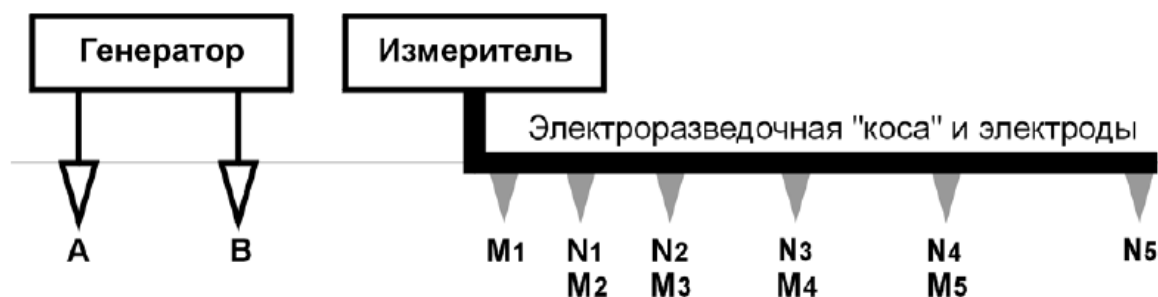 Генератор
Измеритель
Электроразведочная "коса" и электроды
A B M1 N1 N2 N3 N4 N5
M2 M3 M4 M5